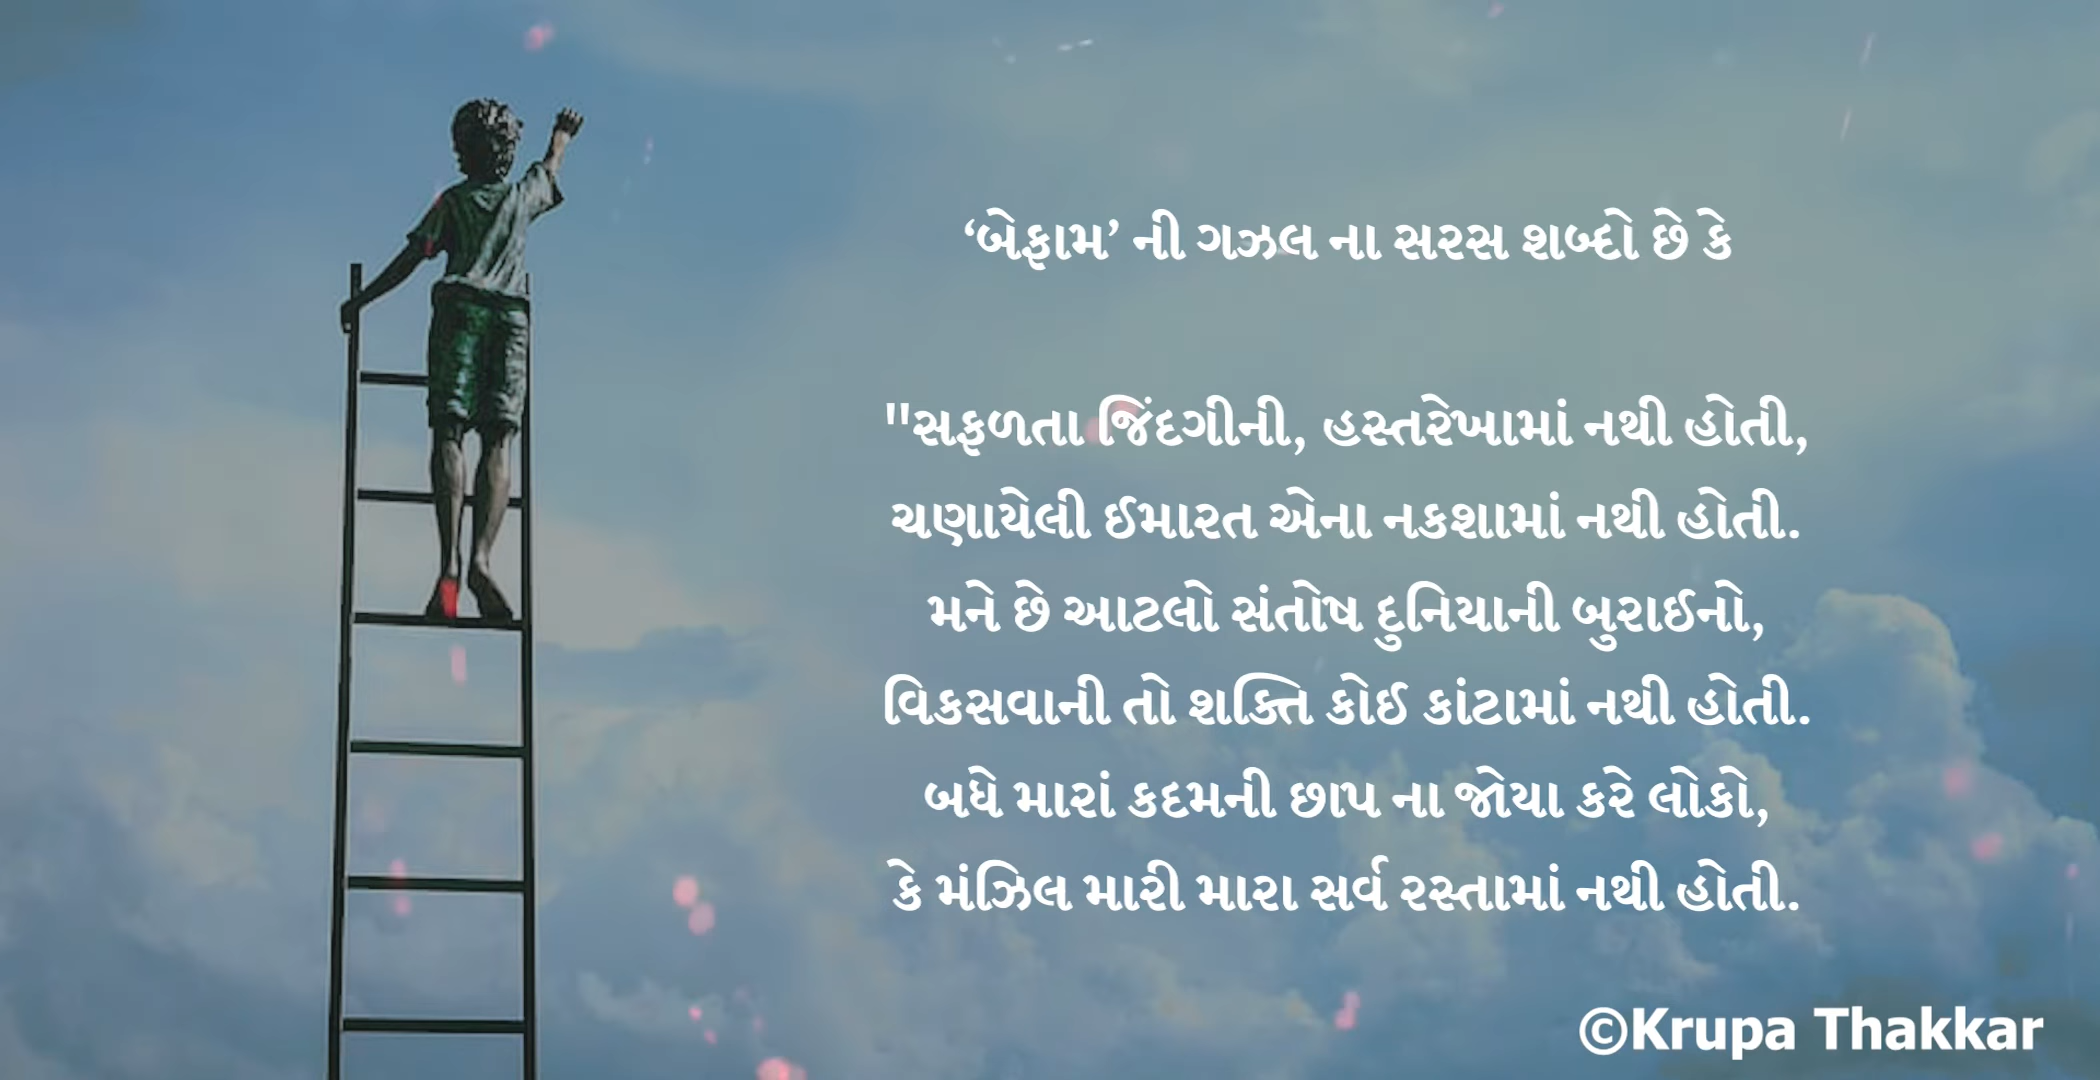 ‘બેફામ’ ની ગઝલ ના સરસ શબ્દો છે કે
"સફળતા જિંદગીની, હસ્તરેખામાં નથી હોતી,
ચણાયેલી ઈમારત એના નકશામાં નથી હોતી.
મને છે આટલો સંતોષ દુનિયાની બુરાઈનો,
વિકસવાની તો શક્તિ કોઈ કાંટામાં નથી હોતી.
બધે મારાં કદમની છાપ ના જોયા કરે લોકો,
કે મંઝિલ મારી મારા સર્વ રસ્તામાં નથી હોતી.
©Krupa Thakkar